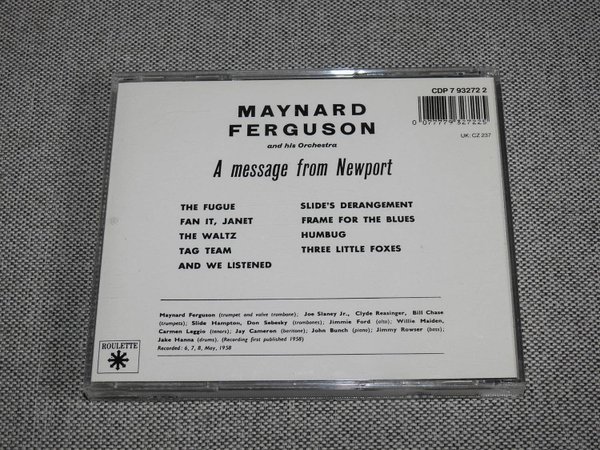 CDP 7 93272 2
0 077779 327225
UK: CZ 237
MAYNARD
FERGUSON
and his Orchestra
A message from Newport
THE FUGUE
FAN IT, JANET
THE WALTZ
TAG TEAM
AND WE LISTENED
SLIDE'S DERANGEMENT
FRAME FOR THE BLUES
HUMBUG
THREE LITTLE FOXES
Maynard Ferguson (trumpet and valve trombone); Joe Slaney Jr., Clyde Reasinger, Bill Chase
(trumpets); Slide Hampton, Don Sebesky (trombones); Jimmie Ford (alto); Willie Maiden,
Carmen Leggio (tenors); Jay Cameron (baritone); John Bunch (piano); Jimmy Rowser (bass);
Jake Hanna (drums). (Recording first published 1958)
Recorded: 6, 7, 8, May, 1958
ROULETTE